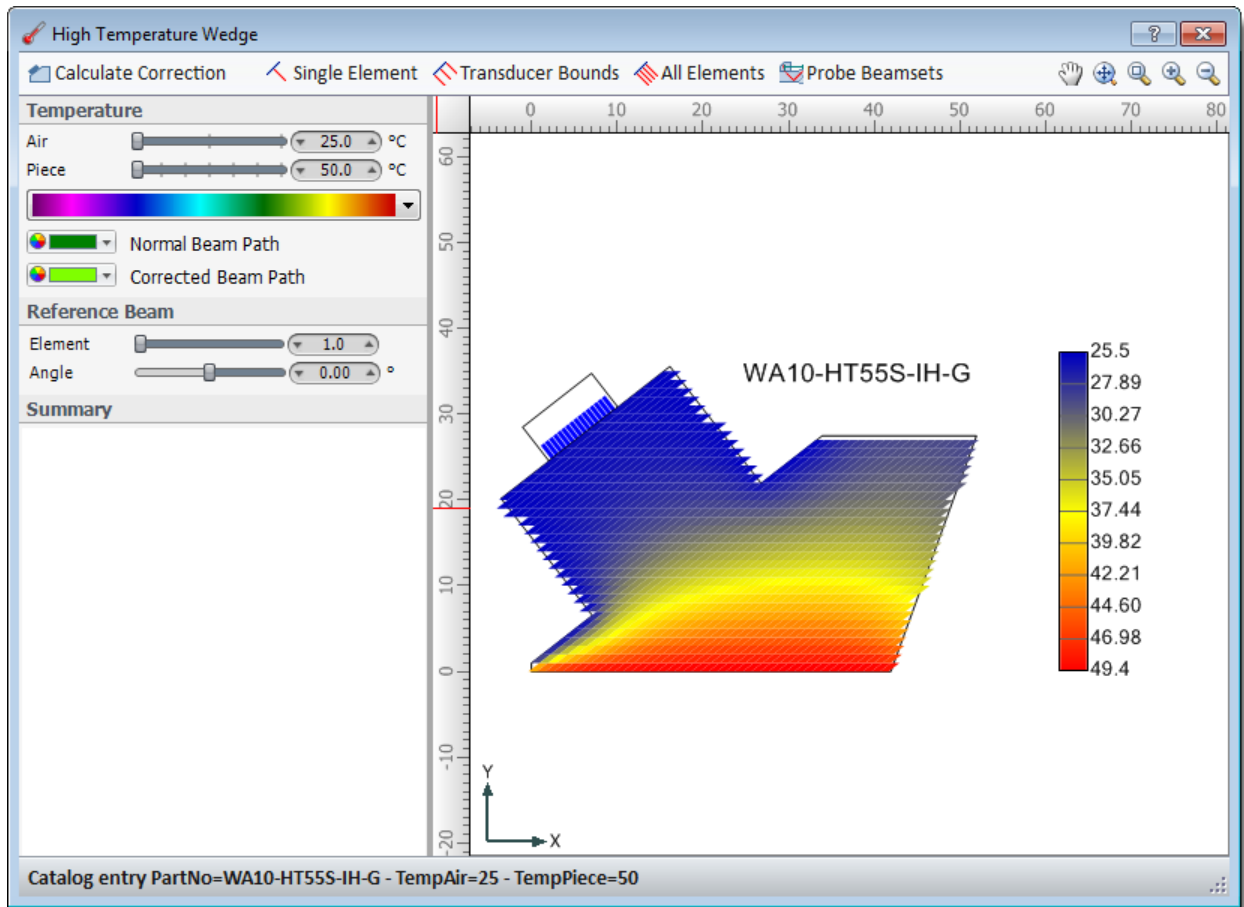 High Temperature Wedge
?
Calculate Correction Single Element Transducer Bounds All Elements Probe Beamsets
Temperature
Air 25.0 °C
Piece 50.0 °C
Normal Beam Path
Corrected Beam Path
Reference Beam
Element 1.0
Angle 0.00 °
Summary
0 10 20 30 40 50 60 70 80
60
50
40
30
20
10
0
-10
-20
WA10-HT55S-IH-G
25.5
27.89
30.27
32.66
35.05
37.44
39.82
42.21
44.60
46.98
49.4
Y
X
Catalog entry PartNo=WA10-HT55S-IH-G - TempAir=25 - TempPiece=50